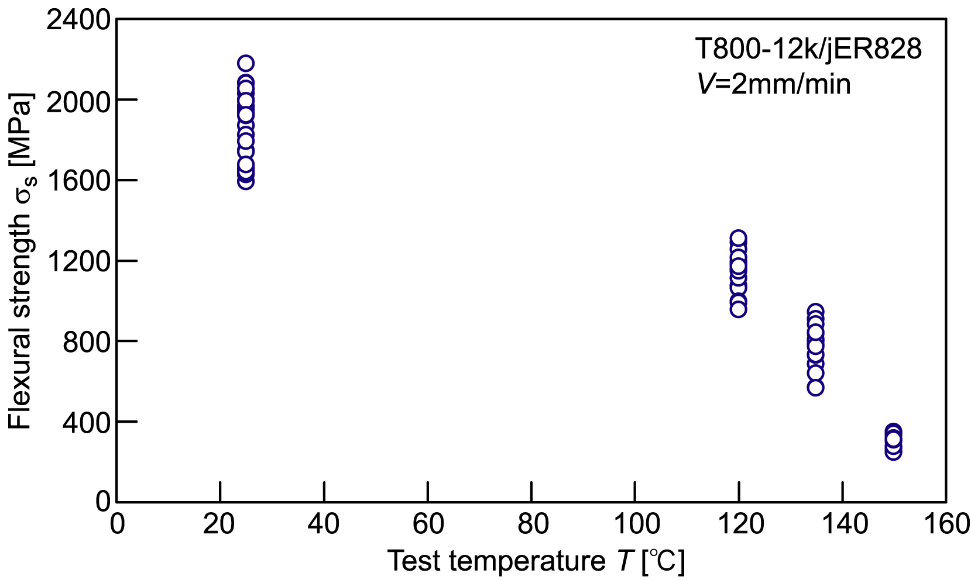 2400
2000
1600
1200
800
400
0
Flexural strength σs [MPa]
T800-12k/jER828
V=2mm/min
0 20 40 60 80 100 120 140 160
Test temperature T [℃]